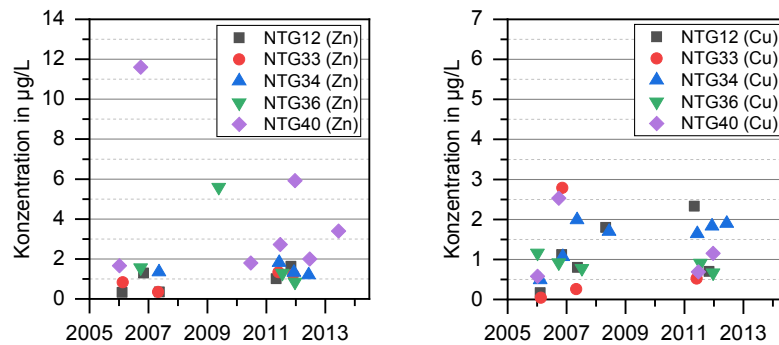 Konzentration in µg/L
14
12
10
8
6
4
2
0
2005 2007 2009 2011 2013
NTG12 (Zn)
NTG33 (Zn)
NTG34 (Zn)
NTG36 (Zn)
NTG40 (Zn)
Konzentration in µg/L
7
6
5
4
3
2
1
0
2005 2007 2009 2011 2013
NTG12 (Cu)
NTG33 (Cu)
NTG34 (Cu)
NTG36 (Cu)
NTG40 (Cu)